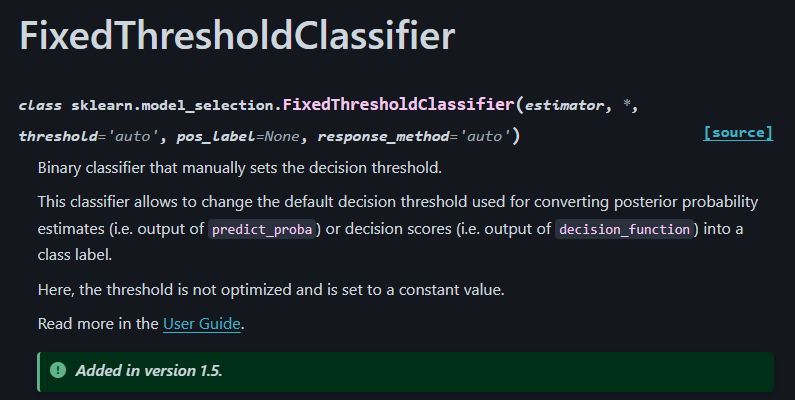 FixedThresholdClassifier
class sklearn.model_selection.FixedThresholdClassifier(estimator, *,
threshold='auto', pos_label=None, response_method='auto') [source]
Binary classifier that manually sets the decision threshold.
This classifier allows to change the default decision threshold used for converting posterior probability
estimates (i.e. output of predict_proba) or decision scores (i.e. output of decision_function) into a
class label.
Here, the threshold is not optimized and is set to a constant value.
Read more in the User Guide.
Added in version 1.5.